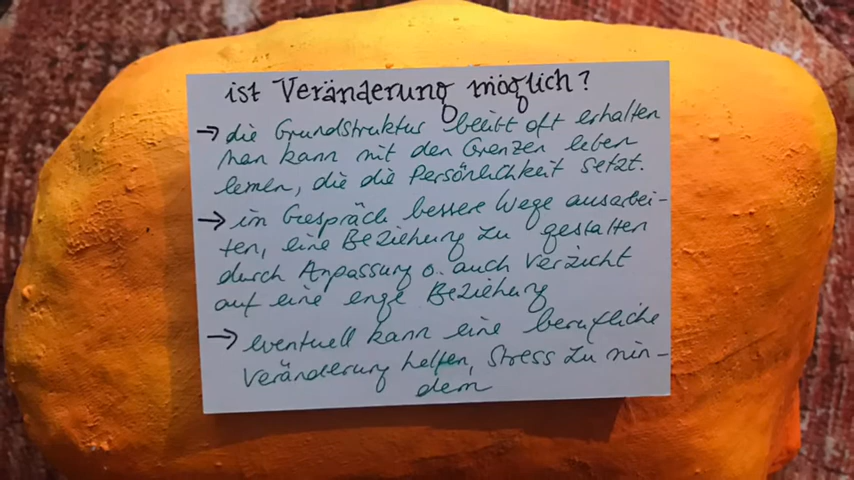 ist Veränderung möglich?
→ die Grundstruktur bleibt oft erhalten
man kann mit den Grenzen leben
lernen, die die Persönlichkeit setzt.
→ im Gespräch bessere Wege ausarbei-
ten, eine Beziehung zu gestalten
durch Anpassung o. auch Verzicht
auf eine enge Beziehung
→ eventuell kann eine berufliche
Veränderung helfen, Stress zu min-
dern